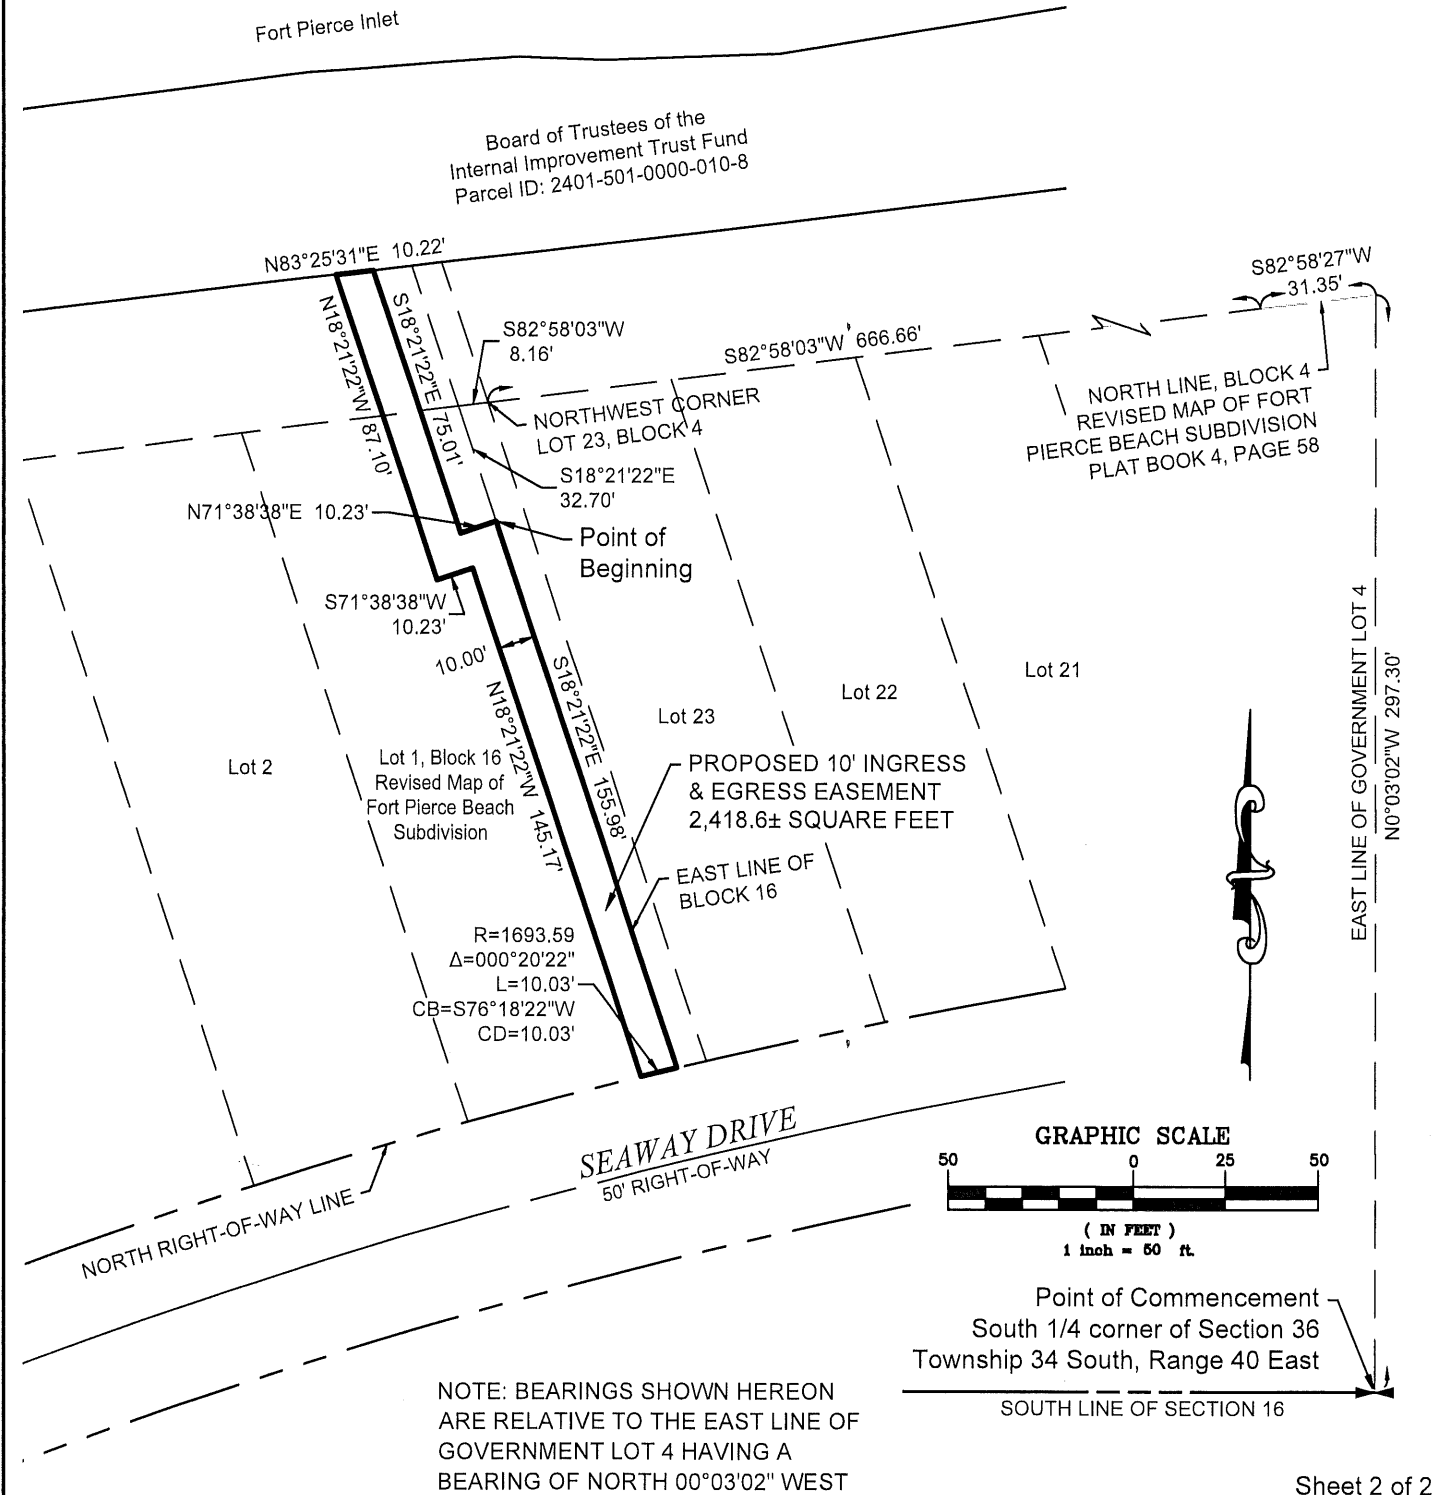 Fort Pierce Inlet
Board of Trustees of the
Internal Improvement Trust Fund
Parcel ID: 2401-501-0000-010-8
N83°25'31"E 10.22'
S82°58'27"W
31.35'
N18°21'22"W 87.10'
S18°21'22"E 75.01'
S82°58'03"W
8.16'
S82°58'03"W 666.66'
NORTHWEST CORNER
LOT 23, BLOCK 4
NORTH LINE, BLOCK 4
REVISED MAP OF FORT
PIERCE BEACH SUBDIVISION
PLAT BOOK 4, PAGE 58
S18°21'22"E
32.70'
N71°38'38"E 10.23'
Point of
Beginning
S71°38'38"W
10.23'
10.00'
N18°21'22"W 145.17'
S18°21'22"E 155.98'
Lot 2
Lot 1, Block 16
Revised Map of
Fort Pierce Beach
Subdivision
Lot 23
Lot 22
Lot 21
EAST LINE OF GOVERNMENT LOT 4
N0°03'02"W 297.30'
PROPOSED 10' INGRESS
& EGRESS EASEMENT
2,418.6± SQUARE FEET
EAST LINE OF
BLOCK 16
R=1693.59
Δ=000°20'22"
L=10.03'
CB=S76°18'22"W
CD=10.03'
SEAWAY DRIVE
50' RIGHT-OF-WAY
NORTH RIGHT-OF-WAY LINE
GRAPHIC SCALE
50 0 25 50
( IN FEET )
1 inch = 50 ft.
Point of Commencement
South 1/4 corner of Section 36
Township 34 South, Range 40 East
SOUTH LINE OF SECTION 16
NOTE: BEARINGS SHOWN HEREON
ARE RELATIVE TO THE EAST LINE OF
GOVERNMENT LOT 4 HAVING A
BEARING OF NORTH 00°03'02" WEST
Sheet 2 of 2